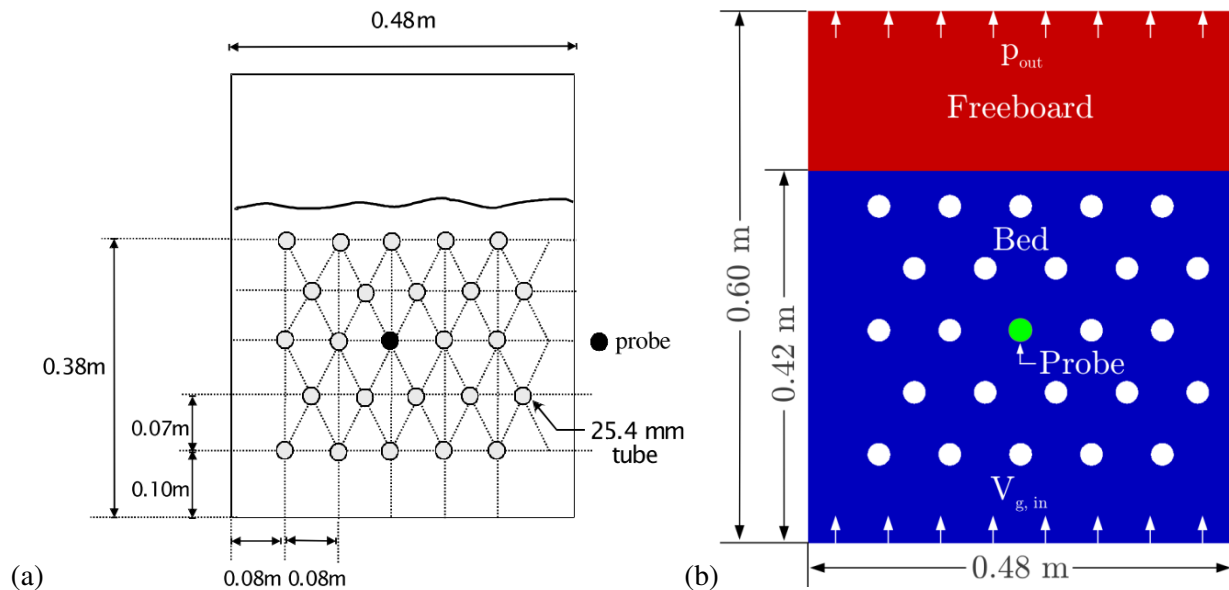 0.48m
0.38m
0.07m
0.10m
0.08m 0.08m
probe
25.4 mm
tube
(a)
p_out
Freeboard
Bed
Probe
V_g, in
0.60 m
0.42 m
0.48 m
(b)